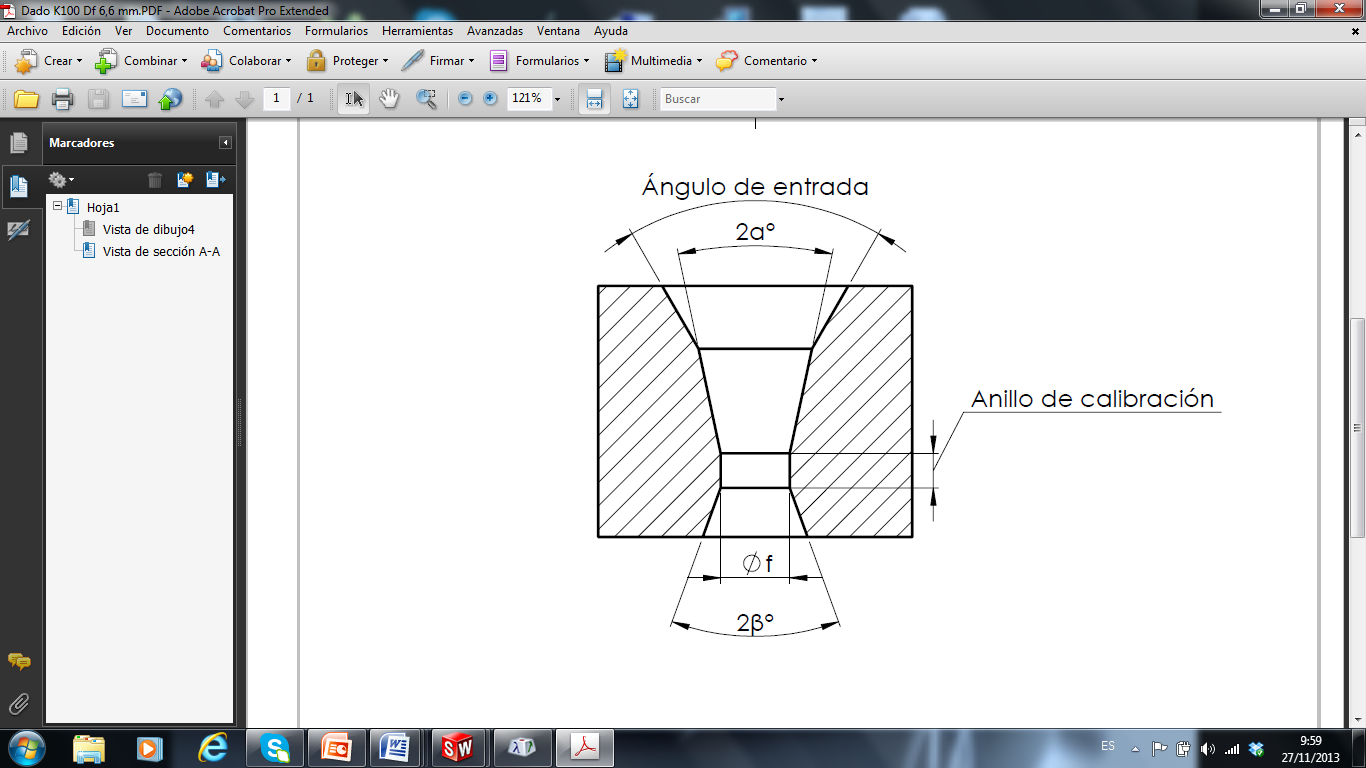 Dado K100 Df 6,6 mm.PDF - Adobe Acrobat Pro Extended
Archivo Edición Ver Documento Comentarios Formularios Herramientas Avanzadas Ventana Ayuda
Crear Combinar Colaborar Proteger Firmar Formularios Multimedia Comentario
1 / 1 121% Buscar
Marcadores
Hoja1
Vista de dibujo4
Vista de sección A-A
Ángulo de entrada
2α°
Anillo de calibración
∅ f
2β°
ES
9:59
27/11/2013